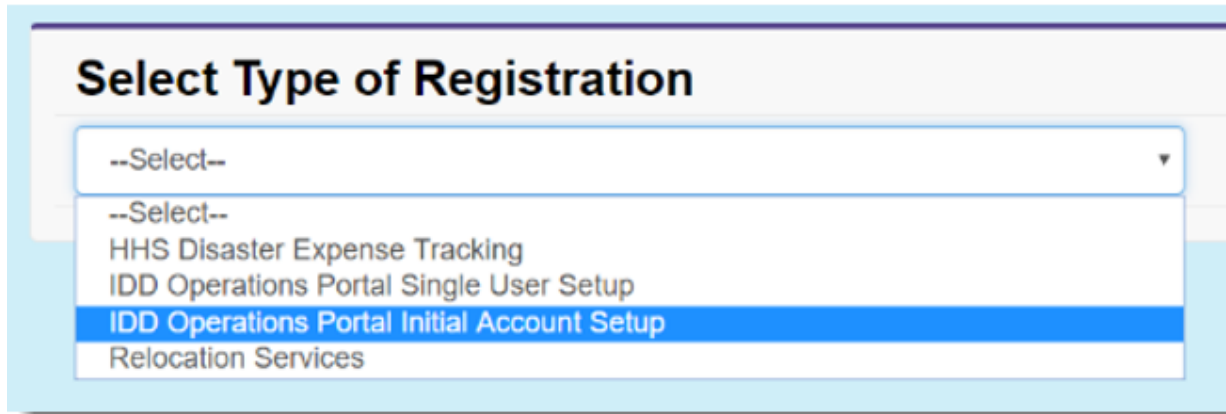 Select Type of Registration
--Select--
--Select--
HHS Disaster Expense Tracking
IDD Operations Portal Single User Setup
IDD Operations Portal Initial Account Setup
Relocation Services